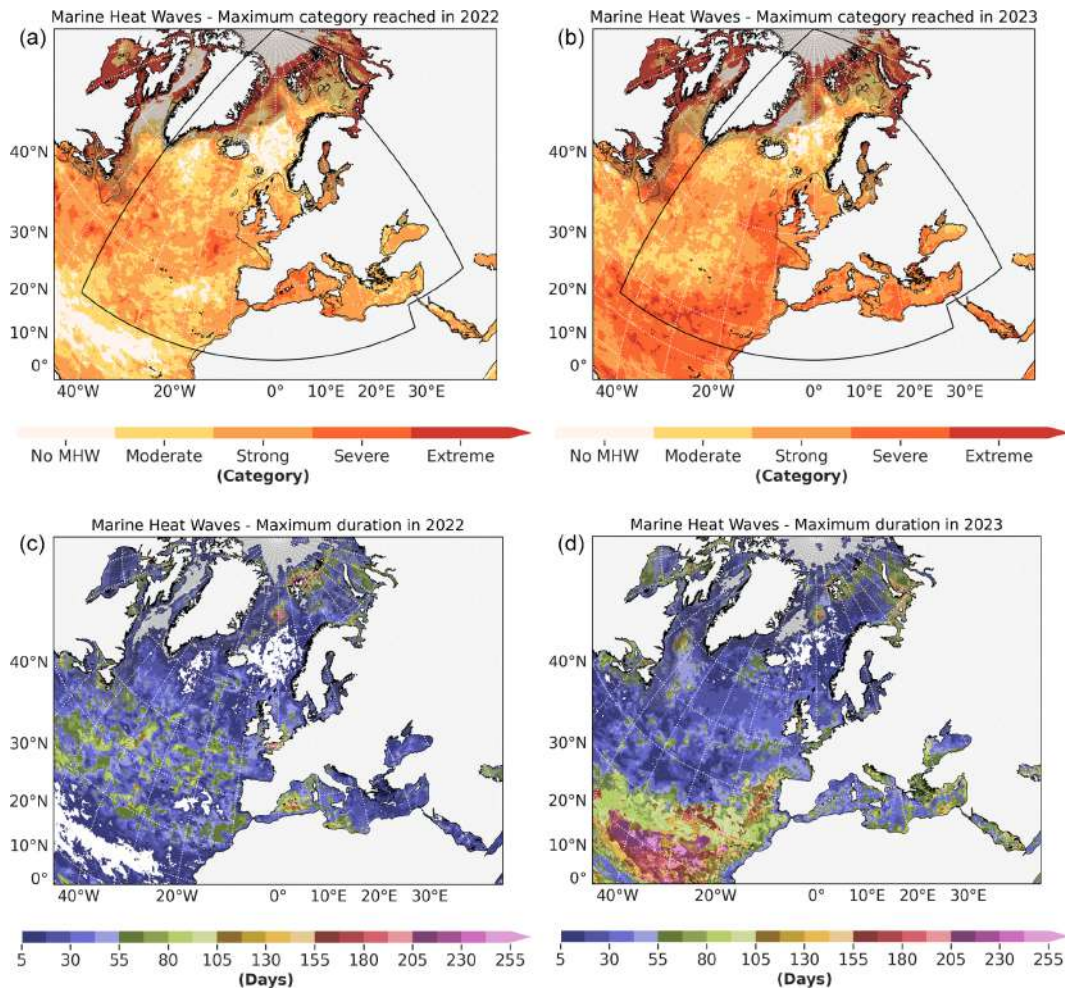 Marine Heat Waves - Maximum category reached in 2022
(a)
40°N
30°N
20°N
10°N
0°
40°W 20°W 0° 10°E 20°E 30°E
No MHW Moderate Strong Severe Extreme
(Category)
Marine Heat Waves - Maximum category reached in 2023
(b)
40°N
30°N
20°N
10°N
0°
40°W 20°W 0° 10°E 20°E 30°E
No MHW Moderate Strong Severe Extreme
(Category)
Marine Heat Waves - Maximum duration in 2022
(c)
40°N
30°N
20°N
10°N
0°
40°W 20°W 0° 10°E 20°E 30°E
5 30 55 80 105 130 155 180 205 230 255
(Days)
Marine Heat Waves - Maximum duration in 2023
(d)
40°N
30°N
20°N
10°N
0°
40°W 20°W 0° 10°E 20°E 30°E
5 30 55 80 105 130 155 180 205 230 255
(Days)